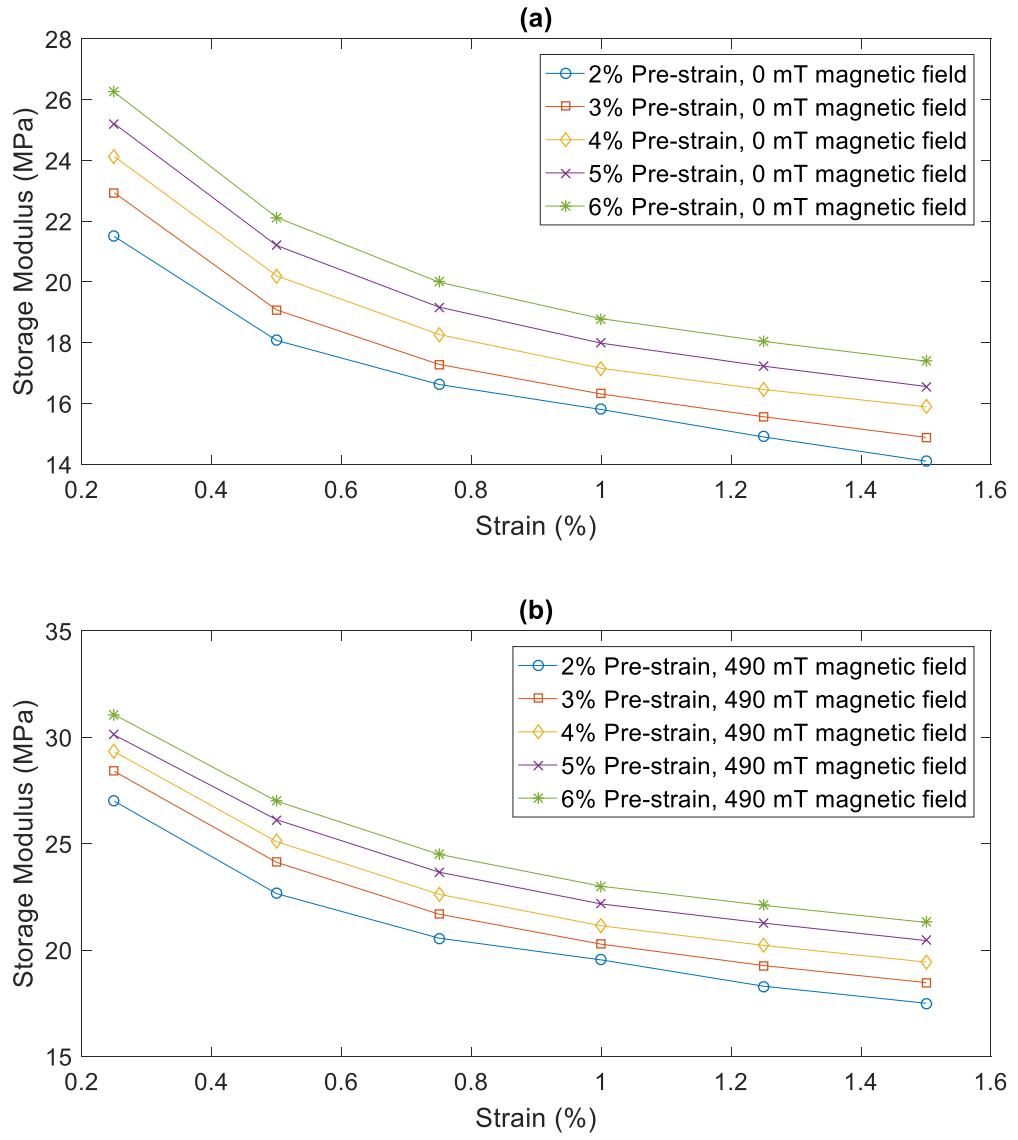 (a)
28
26
24
22
20
18
16
14
Storage Modulus (MPa)
2% Pre-strain, 0 mT magnetic field
3% Pre-strain, 0 mT magnetic field
4% Pre-strain, 0 mT magnetic field
5% Pre-strain, 0 mT magnetic field
6% Pre-strain, 0 mT magnetic field
0.2 0.4 0.6 0.8 1 1.2 1.4 1.6
Strain (%)
(b)
35
30
25
20
15
Storage Modulus (MPa)
2% Pre-strain, 490 mT magnetic field
3% Pre-strain, 490 mT magnetic field
4% Pre-strain, 490 mT magnetic field
5% Pre-strain, 490 mT magnetic field
6% Pre-strain, 490 mT magnetic field
0.2 0.4 0.6 0.8 1 1.2 1.4 1.6
Strain (%)